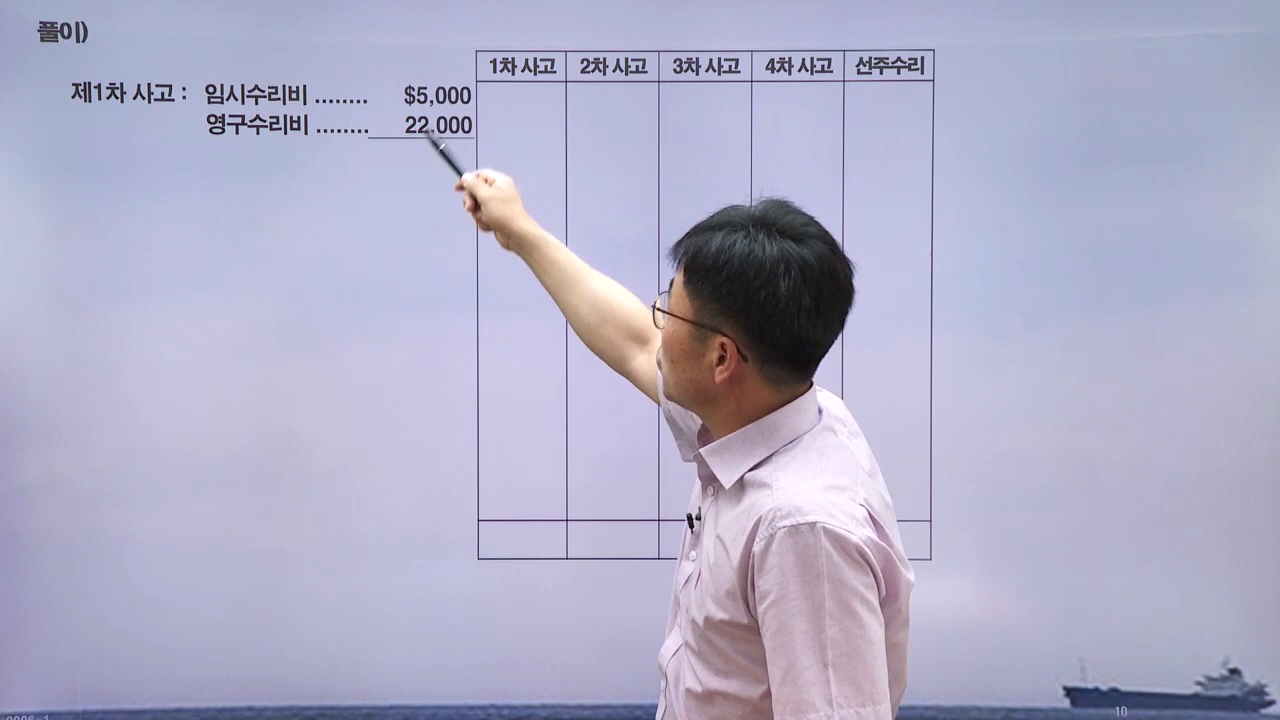 풀이)
1차 사고 2차 사고 3차 사고 4차 사고 선주수리
제1차 사고 : 임시수리비 ........ $5,000
영구수리비 ........ 22,000
10